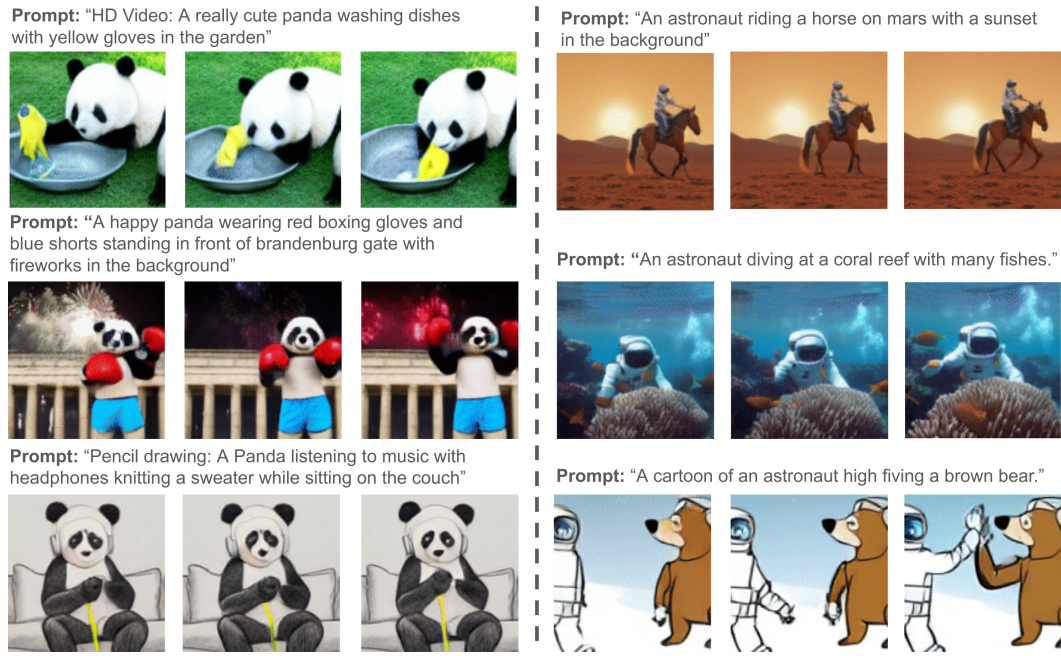 Prompt: “HD Video: A really cute panda washing dishes
with yellow gloves in the garden”
Prompt: “A happy panda wearing red boxing gloves and
blue shorts standing in front of brandenburg gate with
fireworks in the background”
Prompt: “Pencil drawing: A Panda listening to music with
headphones knitting a sweater while sitting on the couch”
Prompt: “An astronaut riding a horse on mars with a sunset
in the background”
Prompt: “An astronaut diving at a coral reef with many fishes.”
Prompt: “A cartoon of an astronaut high fiving a brown bear.”